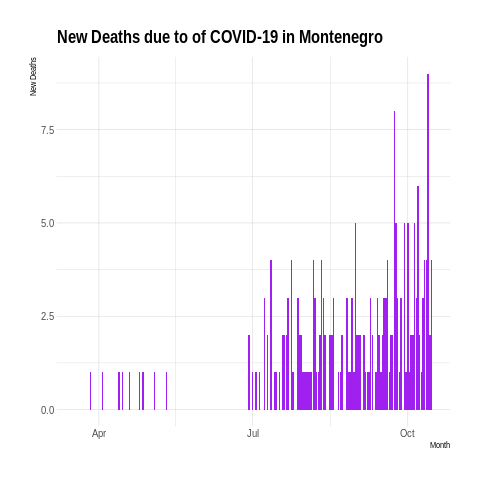 New Deaths due to of COVID-19 in Montenegro
New Deaths
7.5
5.0
2.5
0.0
Apr Jul Oct
Month